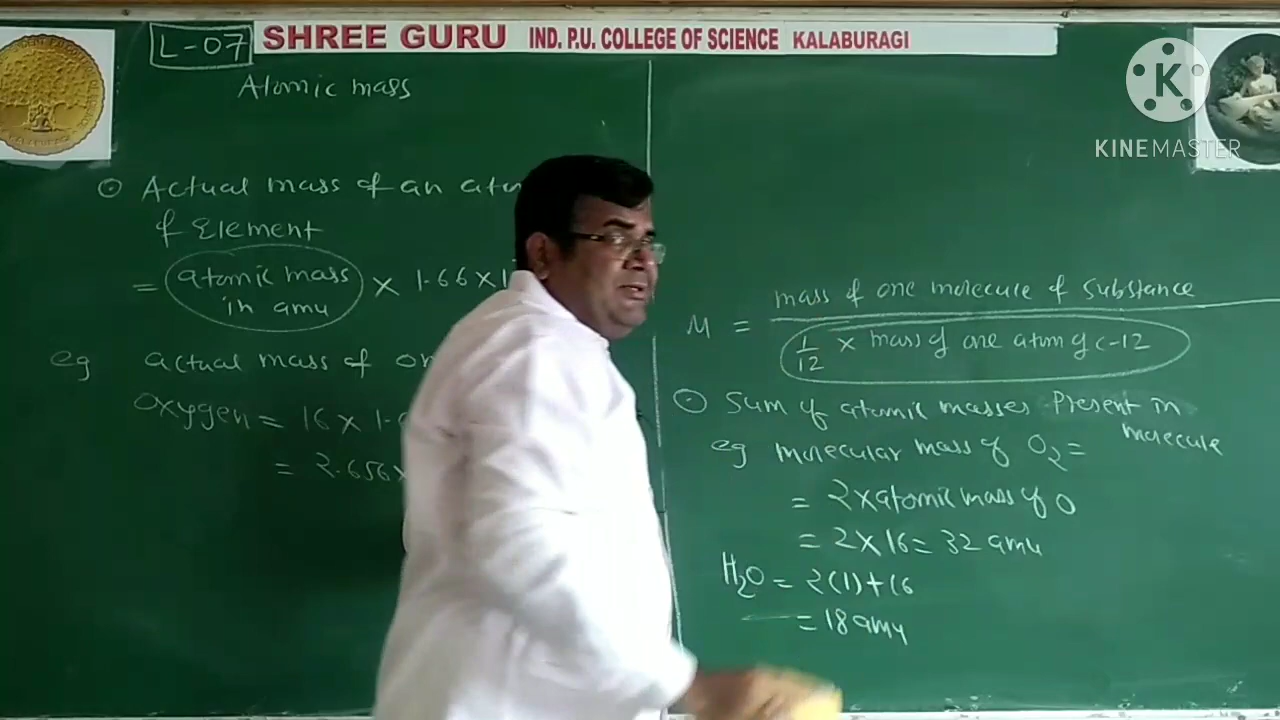 L-07
SHREE GURU IND. P.U. COLLEGE OF SCIENCE KALABURAGI
KINEMASTER
Atomic mass
Actual mass of an
of Element
= atomic mass in amu × 1.66×1
eg actual mass of
Oxygen = 16 × 1.
= 2.656×
M = mass of one molecule of substance
1/12 × mass of one atom of C-12
Sum of atomic masses Present in
molecule
eg molecular mass of O2 =
= 2×atomic mass of O
= 2×16 = 32 amu
H2O = 2(1)+16
= 18 amu